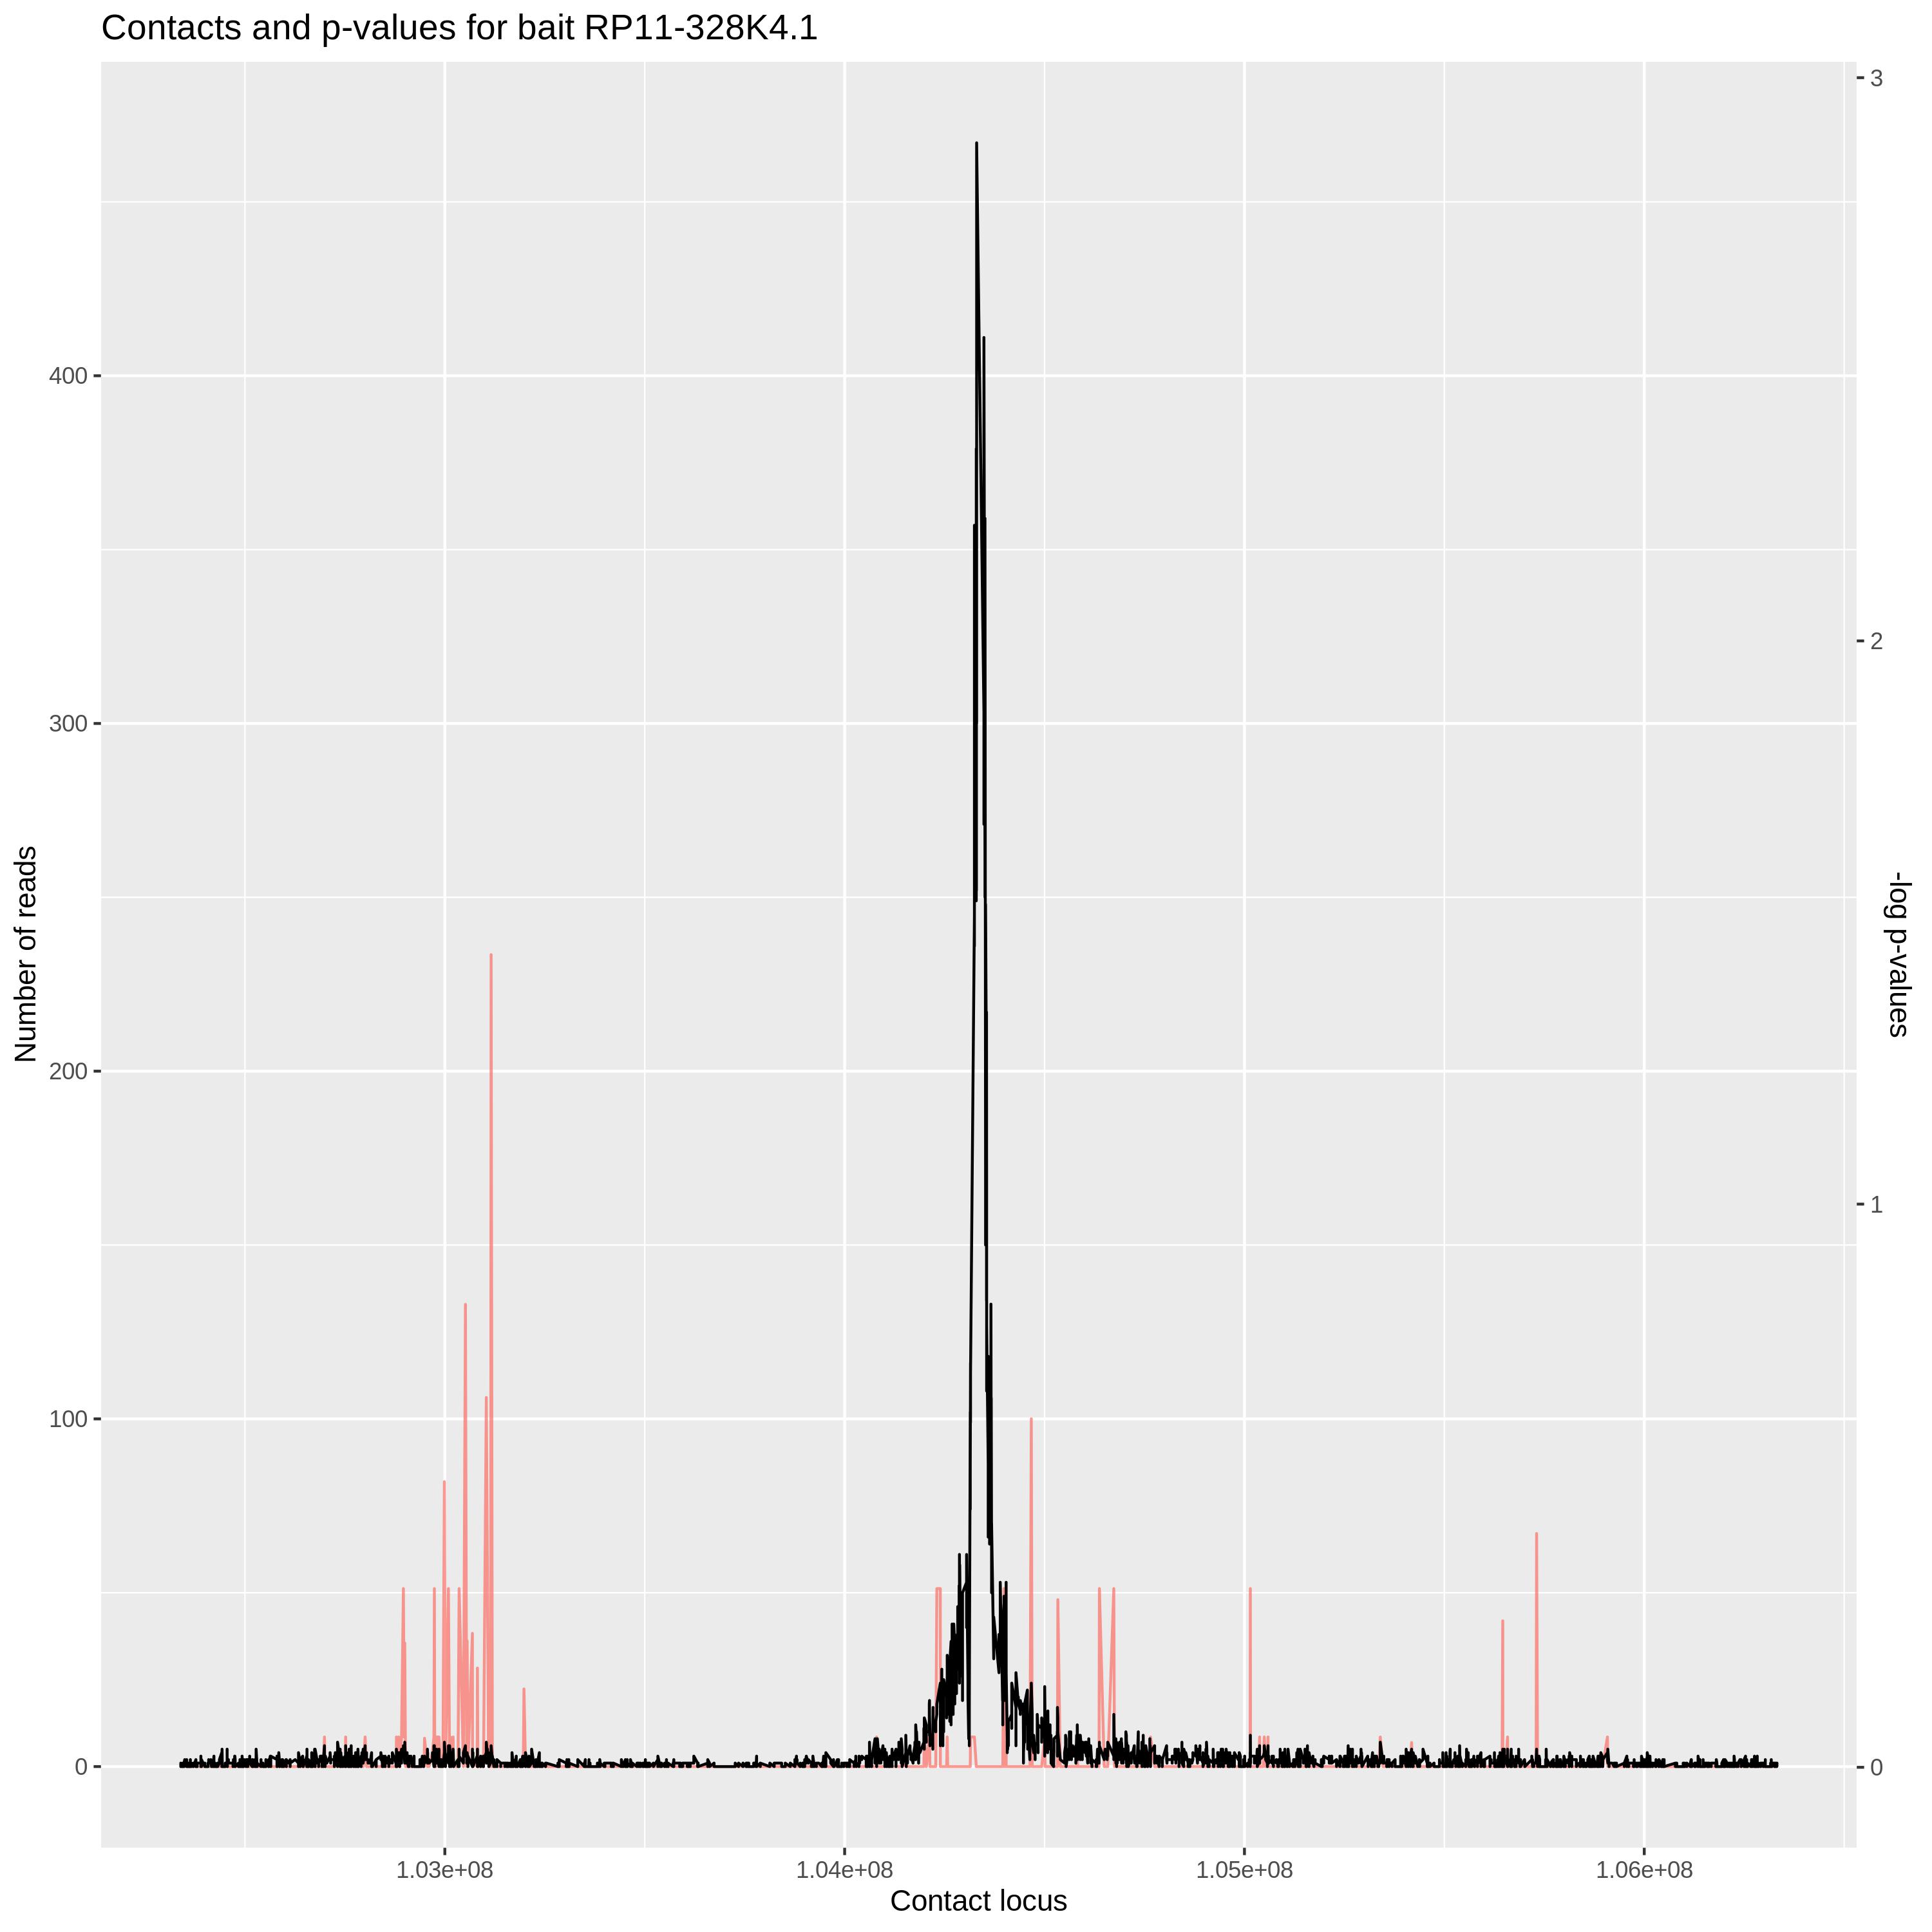 Contacts and p-values for bait RP11-328K4.1
400
300
200
100
0
Number of reads
3
2
1
0
-log p-values
1.03e+08
1.04e+08
1.05e+08
1.06e+08
Contact locus